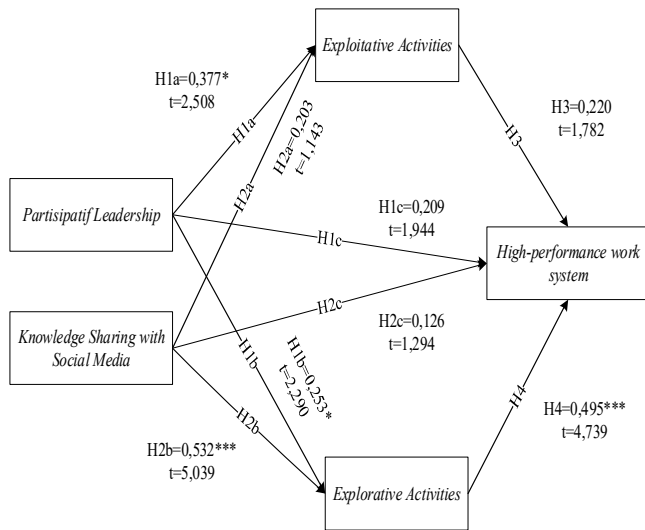 Exploitative Activities
H1a=0,377*
t=2,508
H1a
H2a=0,203
t=1,143
H2a
H3=0,220
t=1,782
H3
Partisipatif Leadership
H1c=0,209
t=1,944
H1c
High-performance work
system
Knowledge Sharing with
Social Media
H2c
H2c=0,126
t=1,294
H1b
H1b=0,253*
t=2,290
H2b=0,532***
t=5,039
H2b
H4
H4=0,495***
t=4,739
Explorative Activities